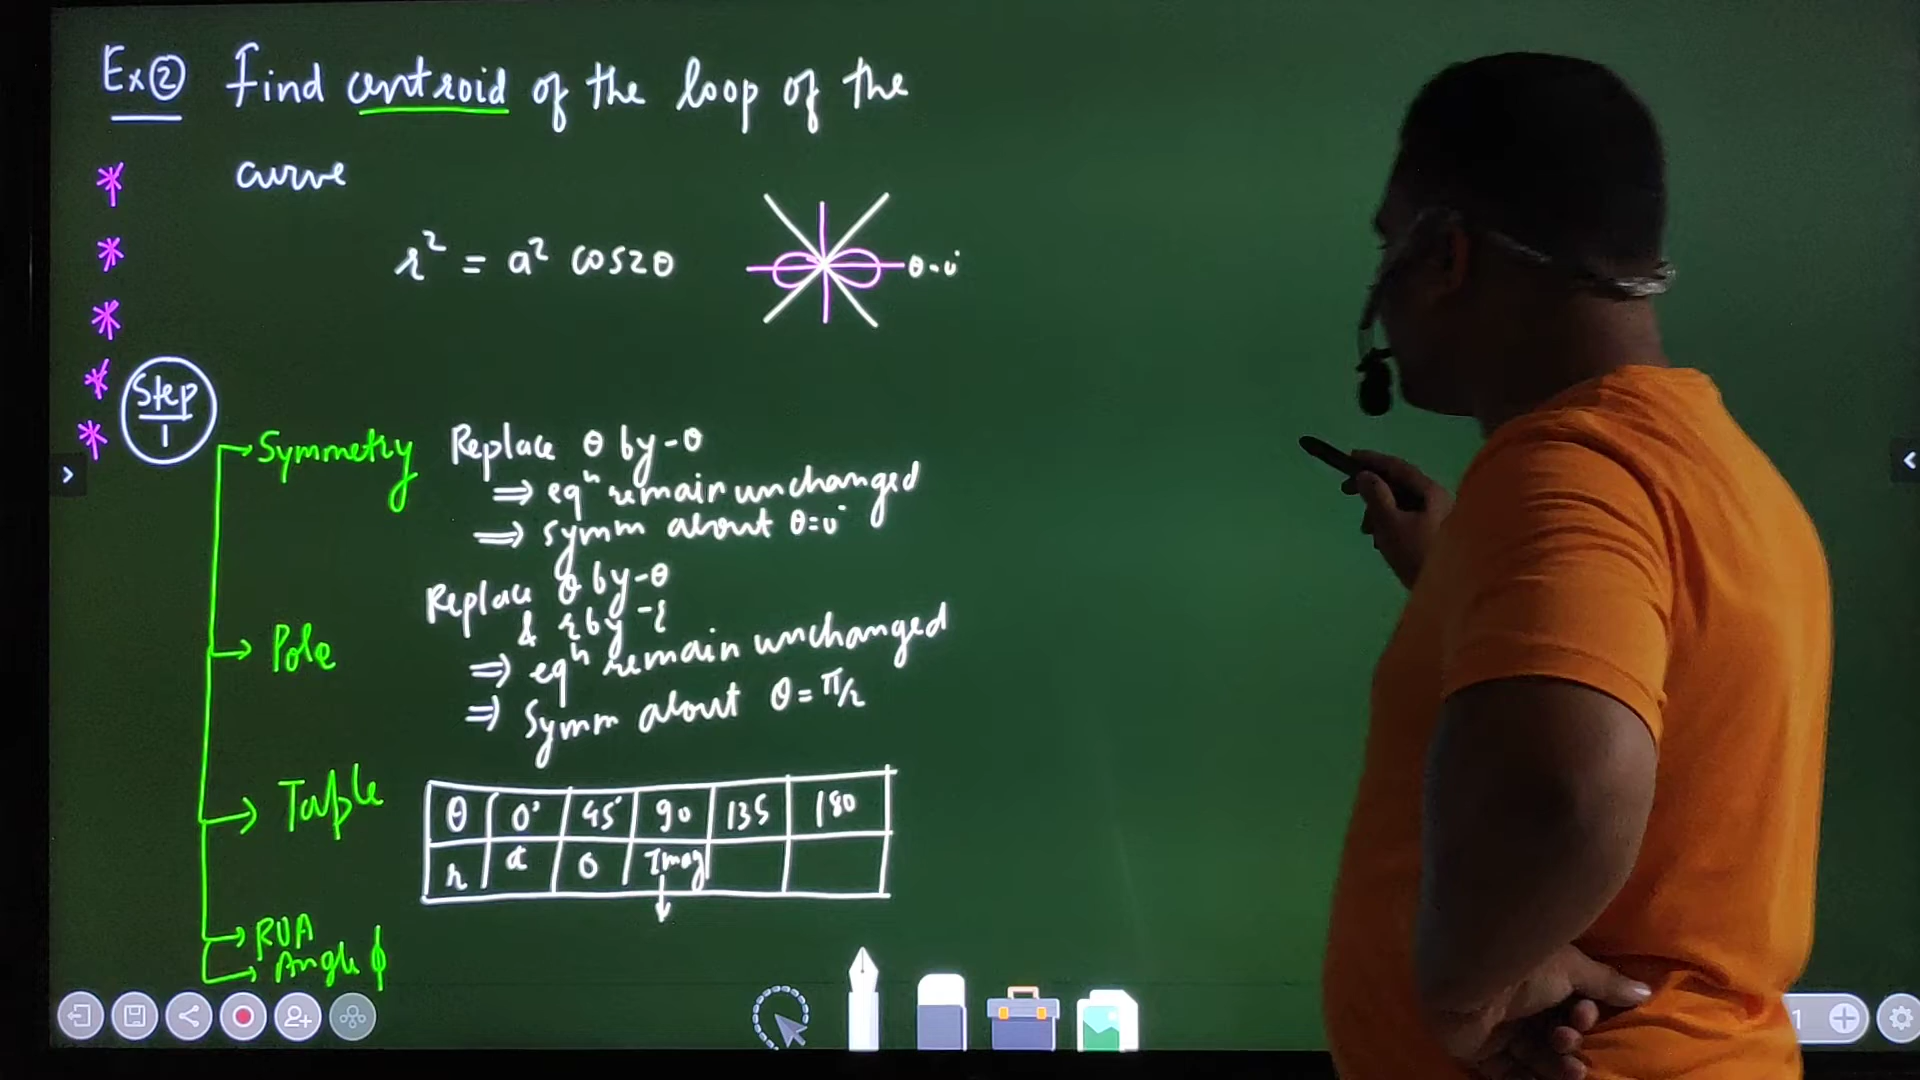 Ex② Find centroid of the loop of the
curve
r² = a² cos2θ
θ=0°
Step 1
Symmetry
Replace θ by -θ
⇒ eqⁿ remain unchanged
⇒ Symm about θ=0°
Replace θ by -θ
& r by -r
⇒ eqⁿ remain unchanged
⇒ Symm about θ = π/2
Pole
Table
θ 0° 45° 90 135 180
r a 0 Imag
↓
Angle ϕ
1